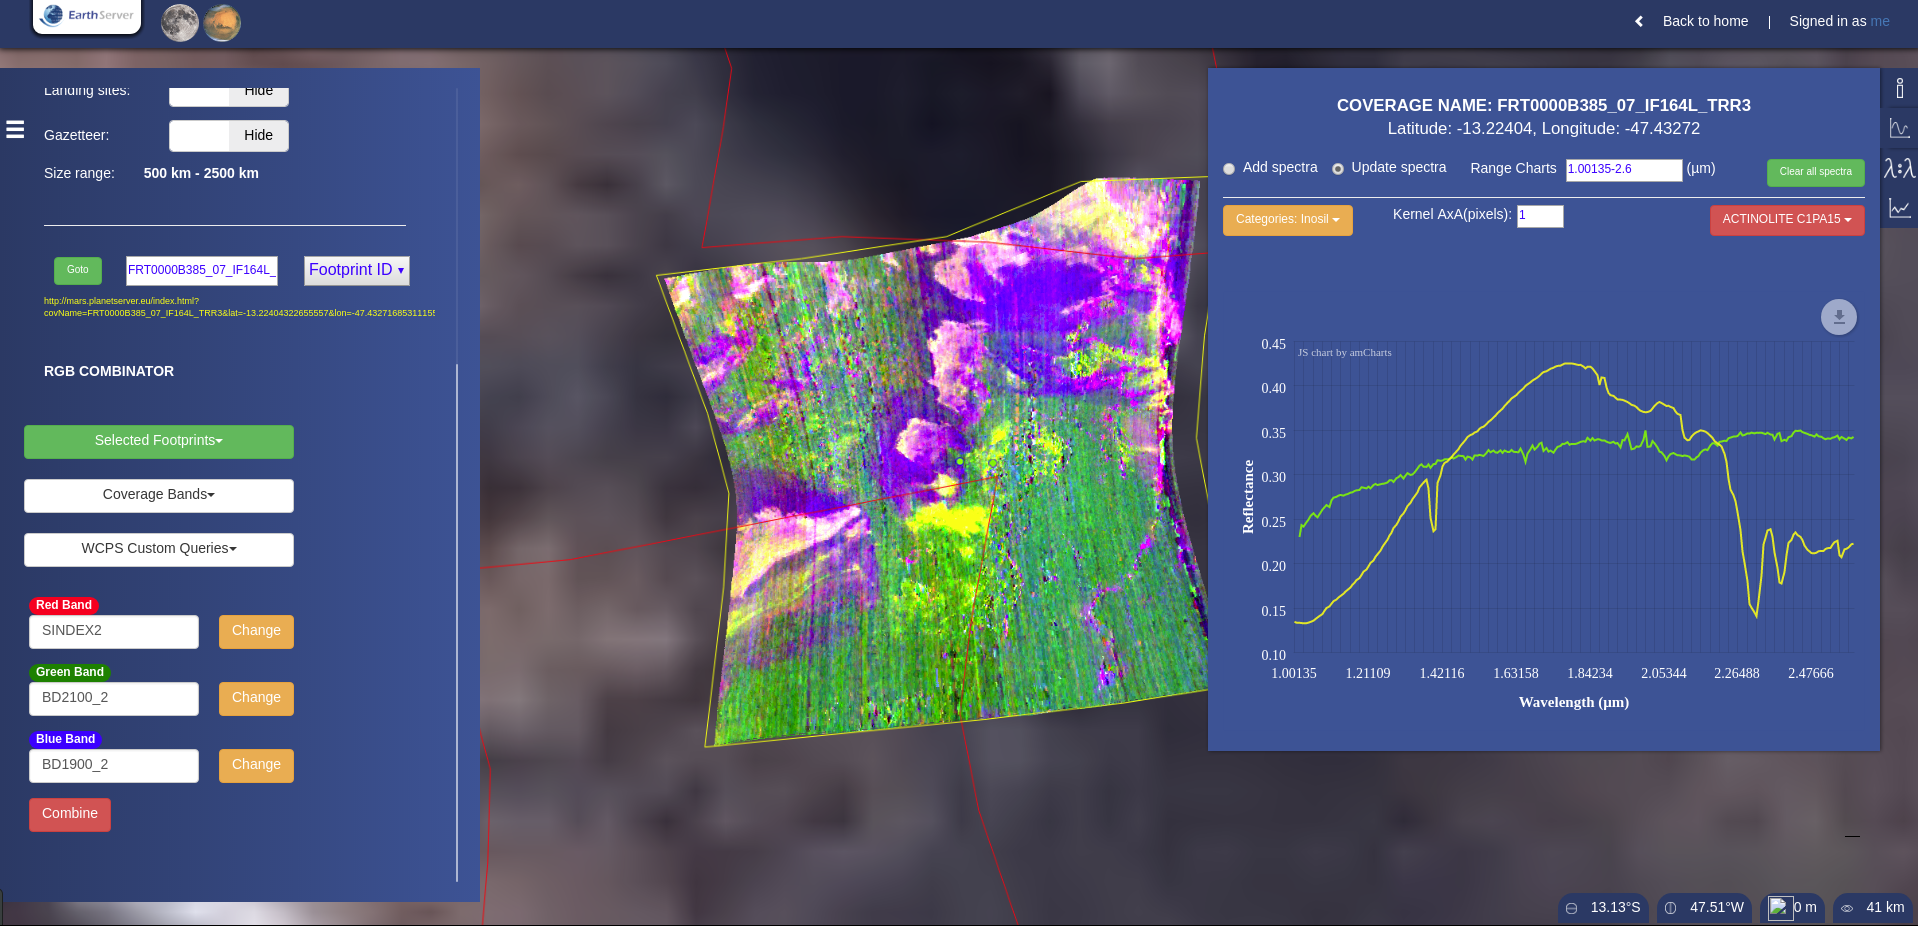 EarthServer
Back to home | Signed in as me
Landing sites: Hide
Gazetteer: Hide
Size range: 500 km - 2500 km
Goto FRT0000B385_07_IF164L_ Footprint ID
http://mars.planetserver.eu/index.html?
covName=FRT0000B385_07_IF164L_TRR3&lat=-13.22404322655557&lon=-47.4327168531115
RGB COMBINATOR
Selected Footprints
Coverage Bands
WCPS Custom Queries
Red Band
SINDEX2 Change
Green Band
BD2100_2 Change
Blue Band
BD1900_2 Change
Combine
COVERAGE NAME: FRT0000B385_07_IF164L_TRR3
Latitude: -13.22404, Longitude: -47.43272
Add spectra Update spectra Range Charts 1.00135-2.6 (µm) Clear all spectra
Categories: Inosil Kernel AxA(pixels): 1 ACTINOLITE C1PA15
λ:λ
JS chart by amCharts
0.45
0.40
0.35
0.30
0.25
0.20
0.15
0.10
Reflectance
1.00135 1.21109 1.42116 1.63158 1.84234 2.05344 2.26488 2.47666
Wavelength (µm)
13.13°S 47.51°W 0 m 41 km